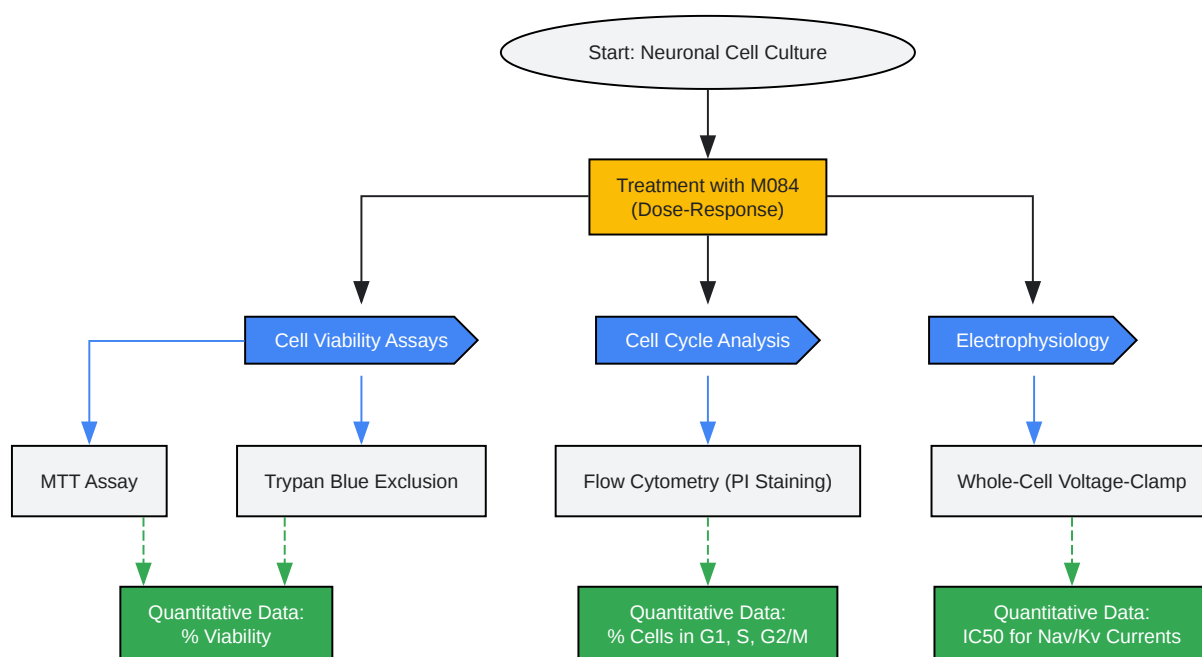 Start: Neuronal Cell Culture
Treatment with M084
(Dose-Response)
Cell Viability Assays
Cell Cycle Analysis
Electrophysiology
MTT Assay
Trypan Blue Exclusion
Flow Cytometry (PI Staining)
Whole-Cell Voltage-Clamp
Quantitative Data:
% Viability
Quantitative Data:
% Cells in G1, S, G2/M
Quantitative Data:
IC50 for Nav/Kv Currents